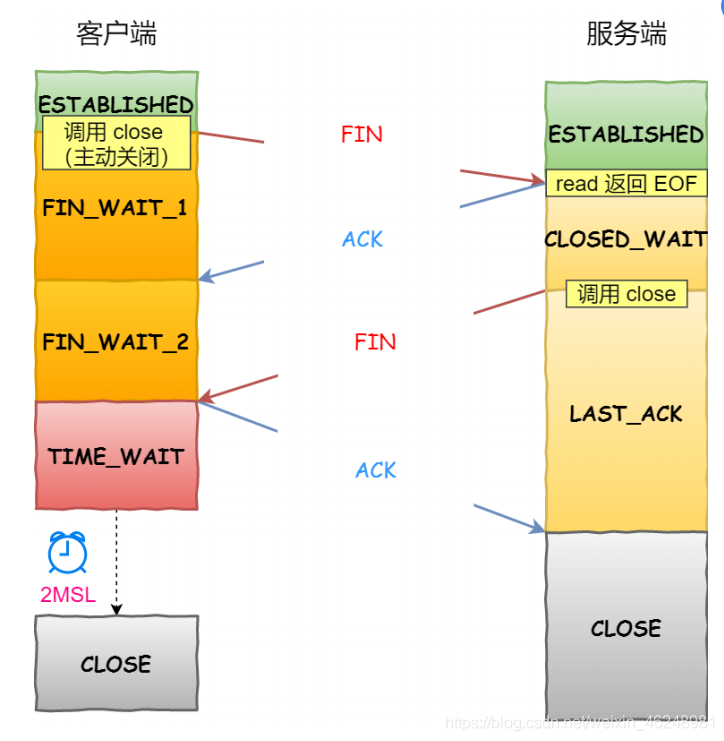 客户端
服务端
ESTABLISHED
调用 close
（主动关闭）
FIN
ESTABLISHED
read 返回 EOF
FIN_WAIT_1
ACK
CLOSED_WAIT
调用 close
FIN_WAIT_2
FIN
LAST_ACK
TIME_WAIT
ACK
2MSL
CLOSE
CLOSE
https://blog.csdn.net/weixin_46248981